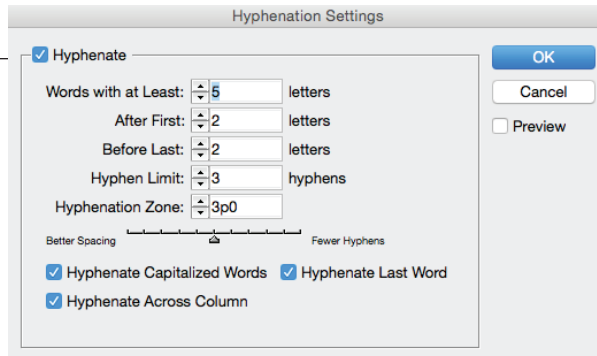 Hyphenation Settings
Hyphenate
OK
Words with at Least: 5 letters
Cancel
After First: 2 letters
Preview
Before Last: 2 letters
Hyphen Limit: 3 hyphens
Hyphenation Zone: 3p0
Better Spacing Fewer Hyphens
Hyphenate Capitalized Words Hyphenate Last Word
Hyphenate Across Column